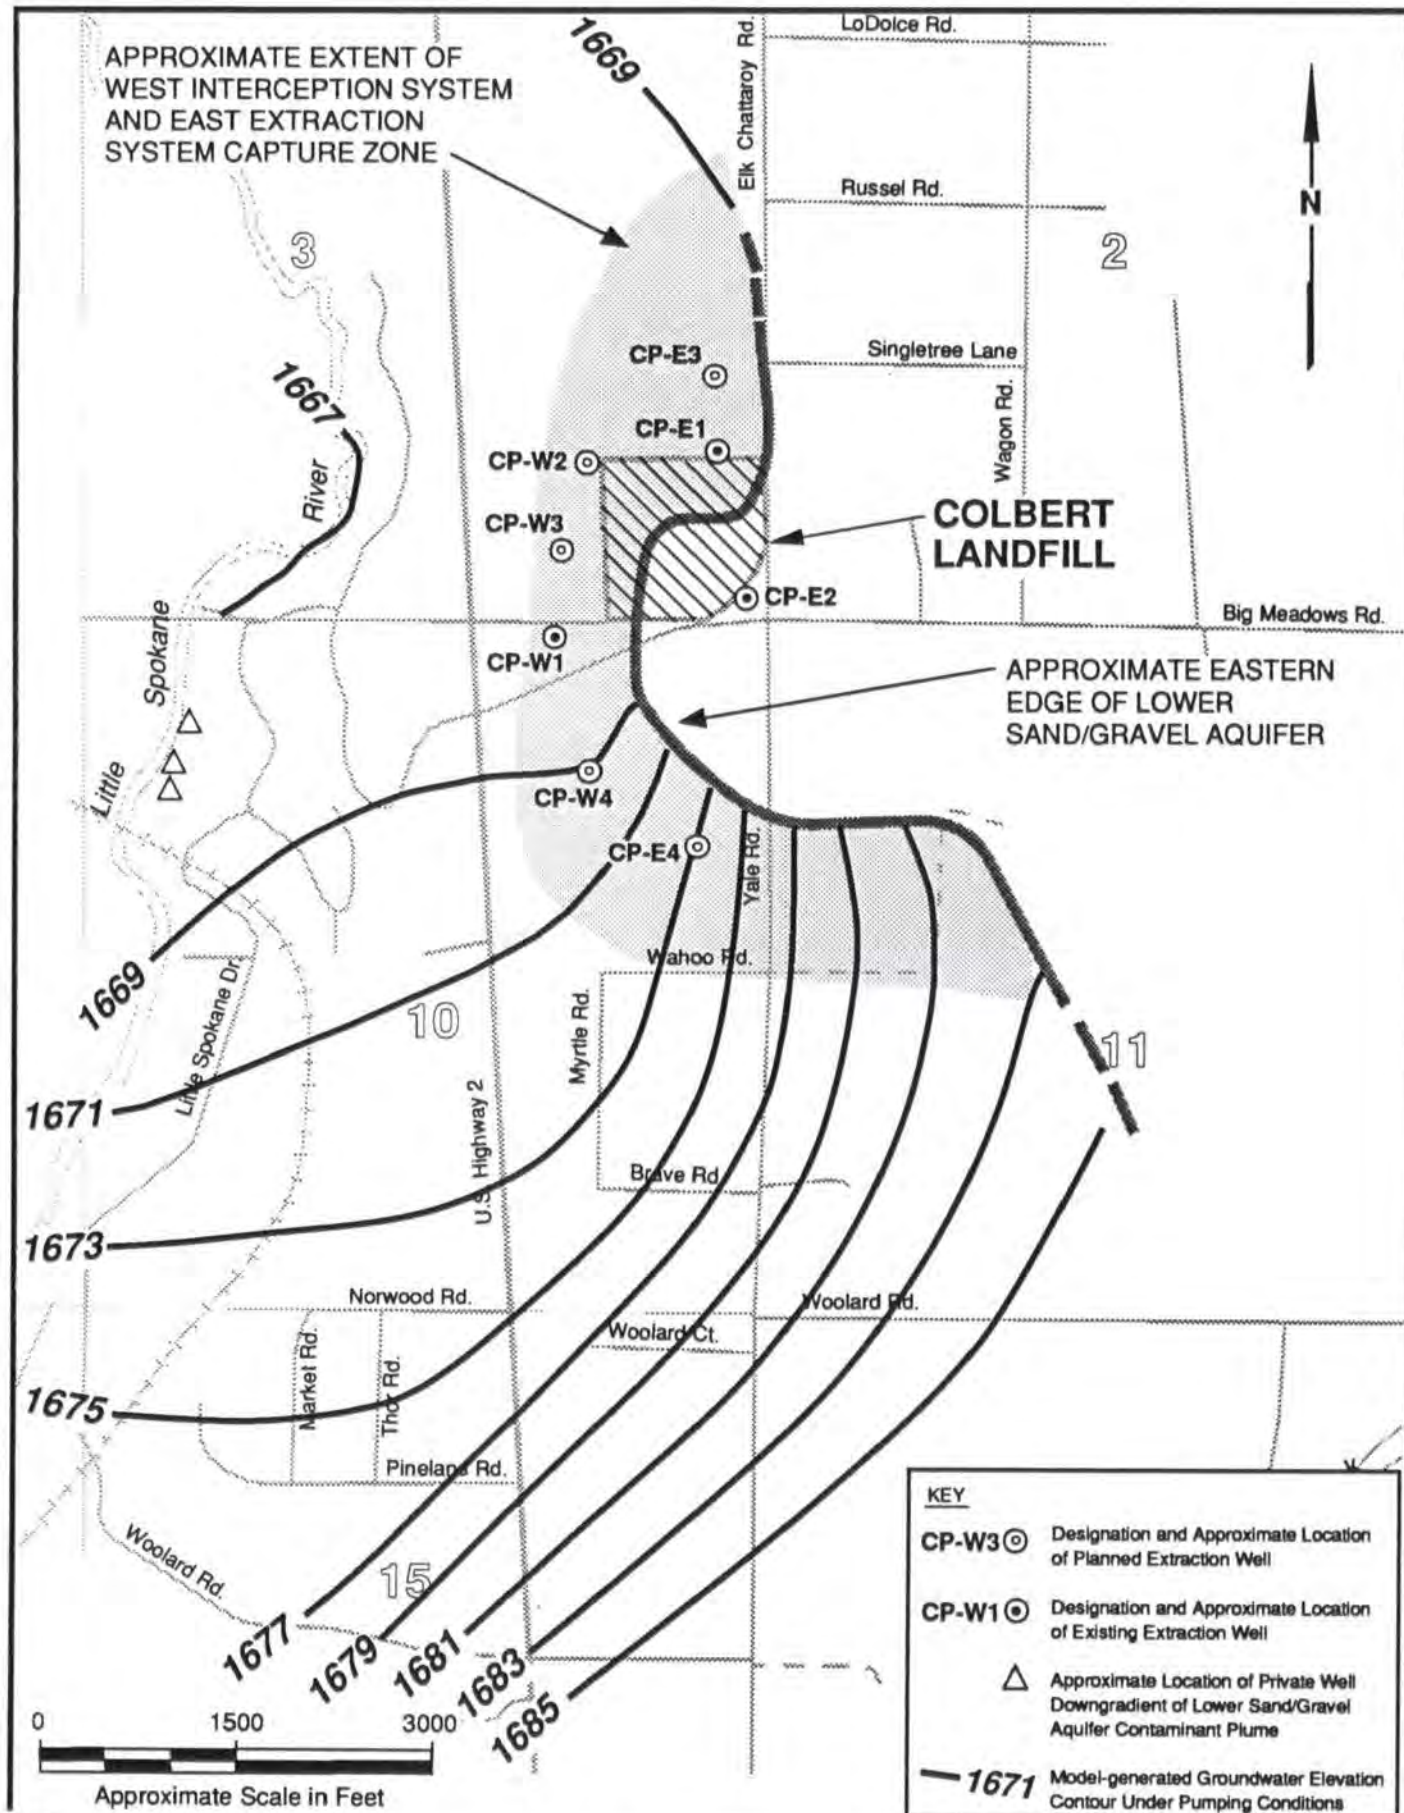 APPROXIMATE EXTENT OF
WEST INTERCEPTION SYSTEM
AND EAST EXTRACTION
SYSTEM CAPTURE ZONE
1669
Elk Chattaroy Rd.
LoDolce Rd.
Russel Rd.
N
3
2
Singletree Lane
Wagon Rd.
CP-E3
CP-E1
1667
CP-W2
River
CP-W3
COLBERT
LANDFILL
CP-E2
Big Meadows Rd.
Spokane
CP-W1
APPROXIMATE EASTERN
EDGE OF LOWER
SAND/GRAVEL AQUIFER
Little
CP-W4
CP-E4
Yale Rd.
Wahoo Rd.
1669
Little Spokane Dr.
10
Myrtle Rd.
11
1671
U.S. Highway 2
Brave Rd.
1673
Norwood Rd.
Woolard Rd.
Woolard Ct.
Market Rd.
Thor Rd.
1675
Pinelans Rd.
Woolard Rd.
15
1677
1679
1681
1683
1685
0 1500 3000
Approximate Scale in Feet
KEY
CP-W3 Designation and Approximate Location
of Planned Extraction Well
CP-W1 Designation and Approximate Location
of Existing Extraction Well
Approximate Location of Private Well
Downgradient of Lower Sand/Gravel
Aquifer Contaminant Plume
1671 Model-generated Groundwater Elevation
Contour Under Pumping Conditions